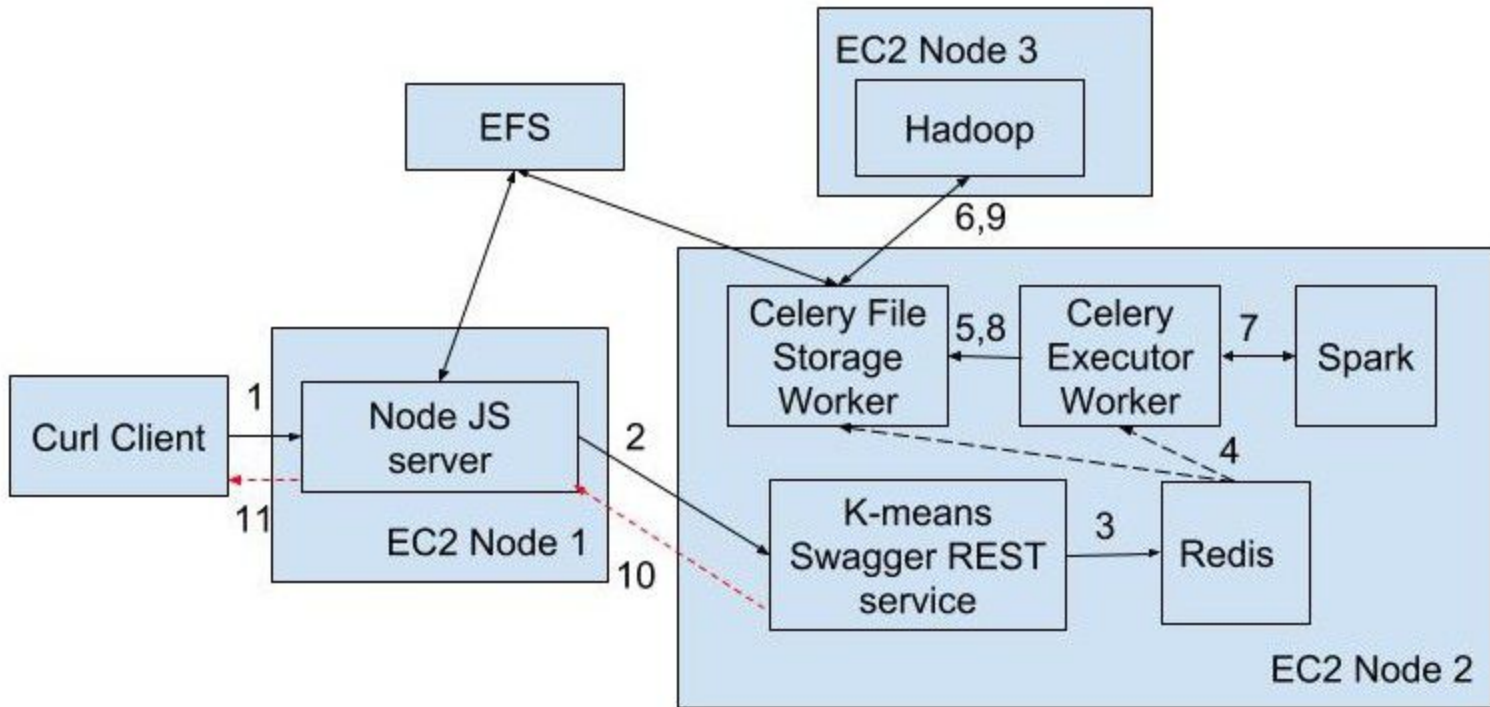 EC2 Node 3
Hadoop
EFS
6,9
Celery File
Storage
Worker
5,8
Celery
Executor
Worker
7
Spark
1
Curl Client
Node JS
server
2
4
11
EC2 Node 1
10
K-means
Swagger REST
service
3
Redis
EC2 Node 2